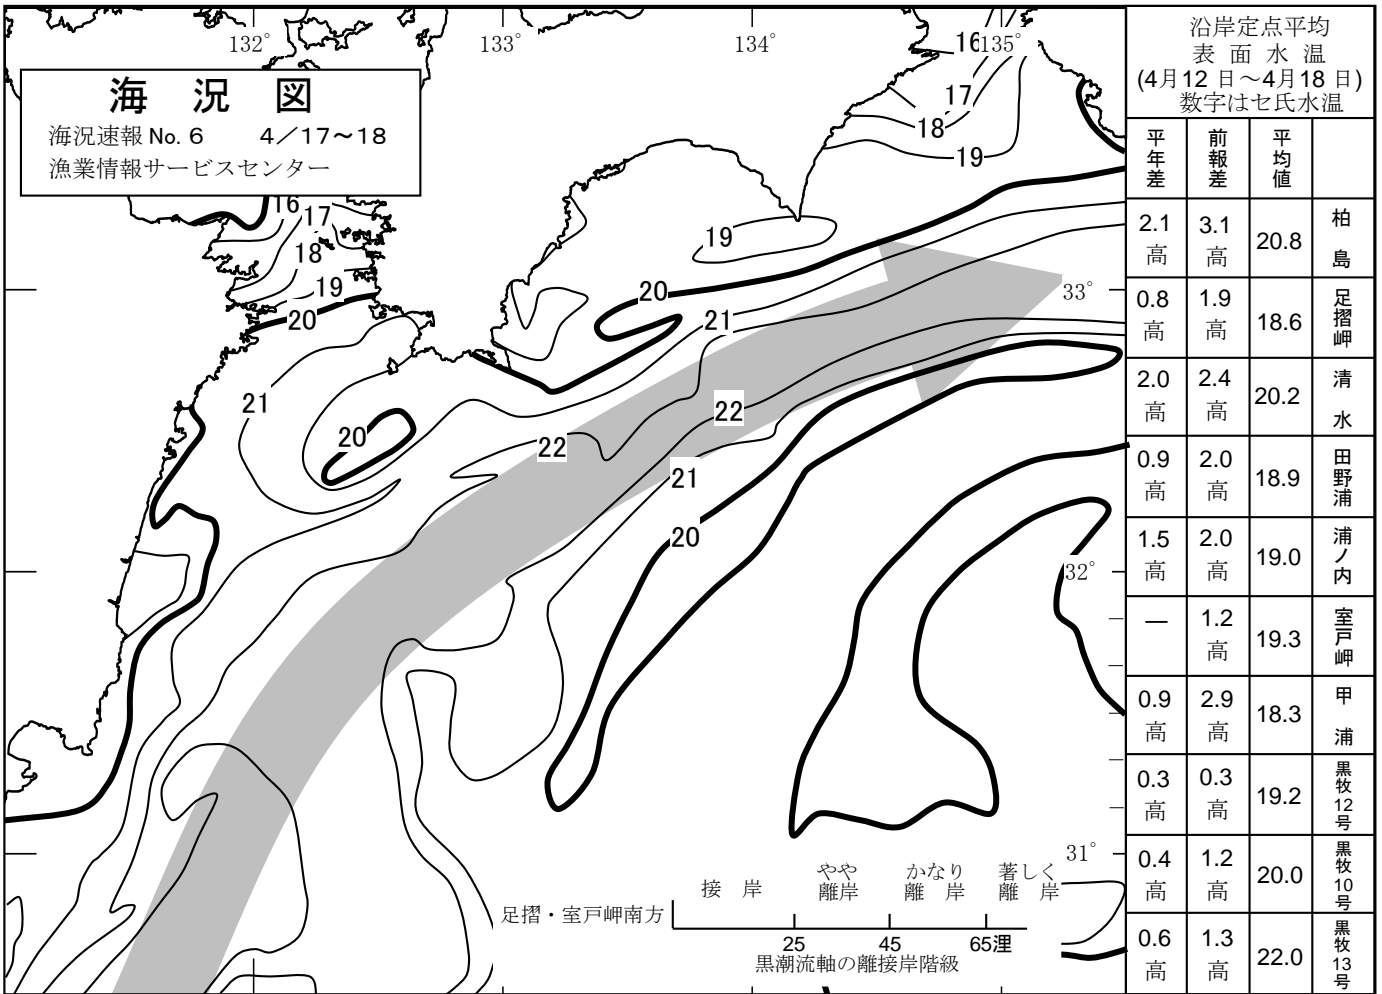 海況図
海況速報 No. 6 4／17～18
漁業情報サービスセンター
132°
133°
134°
135°
16
17
18
19
16
17
18
19
20
19
20
21
21
20
22
22
21
20
33°
32°
31°
接岸 やや離岸 かなり離岸 著しく離岸
足摺・室戸岬南方
25 45 65浬
黒潮流軸の離接岸階級
沿岸定点平均
表面水温
(4月12日～4月18日)
数字はセ氏水温
平年差 前報差 平均値
2.1高 3.1高 20.8 柏島
0.8高 1.9高 18.6 足摺岬
2.0高 2.4高 20.2 清水
0.9高 2.0高 18.9 田野浦
1.5高 2.0高 19.0 浦ノ内
— 1.2高 19.3 室戸岬
0.9高 2.9高 18.3 甲浦
0.3高 0.3高 19.2 黒牧12号
0.4高 1.2高 20.0 黒牧10号
0.6高 1.3高 22.0 黒牧13号